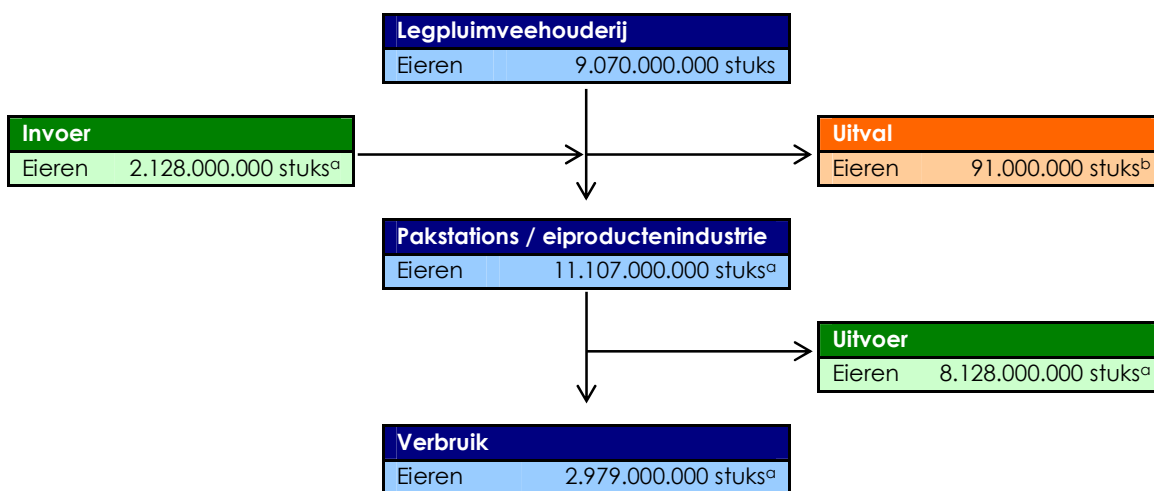 Legpluimveehouderij
Eieren 9.070.000.000 stuks
Invoer
Eieren 2.128.000.000 stuksᵃ
Uitval
Eieren 91.000.000 stuksᵇ
Pakstations / eiproductenindustrie
Eieren 11.107.000.000 stuksᵃ
Uitvoer
Eieren 8.128.000.000 stuksᵃ
Verbruik
Eieren 2.979.000.000 stuksᵃ